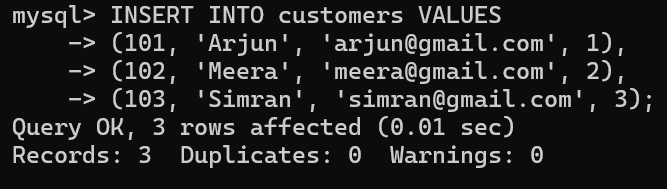 mysql> INSERT INTO customers VALUES
    -> (101, 'Arjun', 'arjun@gmail.com', 1),
    -> (102, 'Meera', 'meera@gmail.com', 2),
    -> (103, 'Simran', 'simran@gmail.com', 3);
Query OK, 3 rows affected (0.01 sec)
Records: 3  Duplicates: 0  Warnings: 0